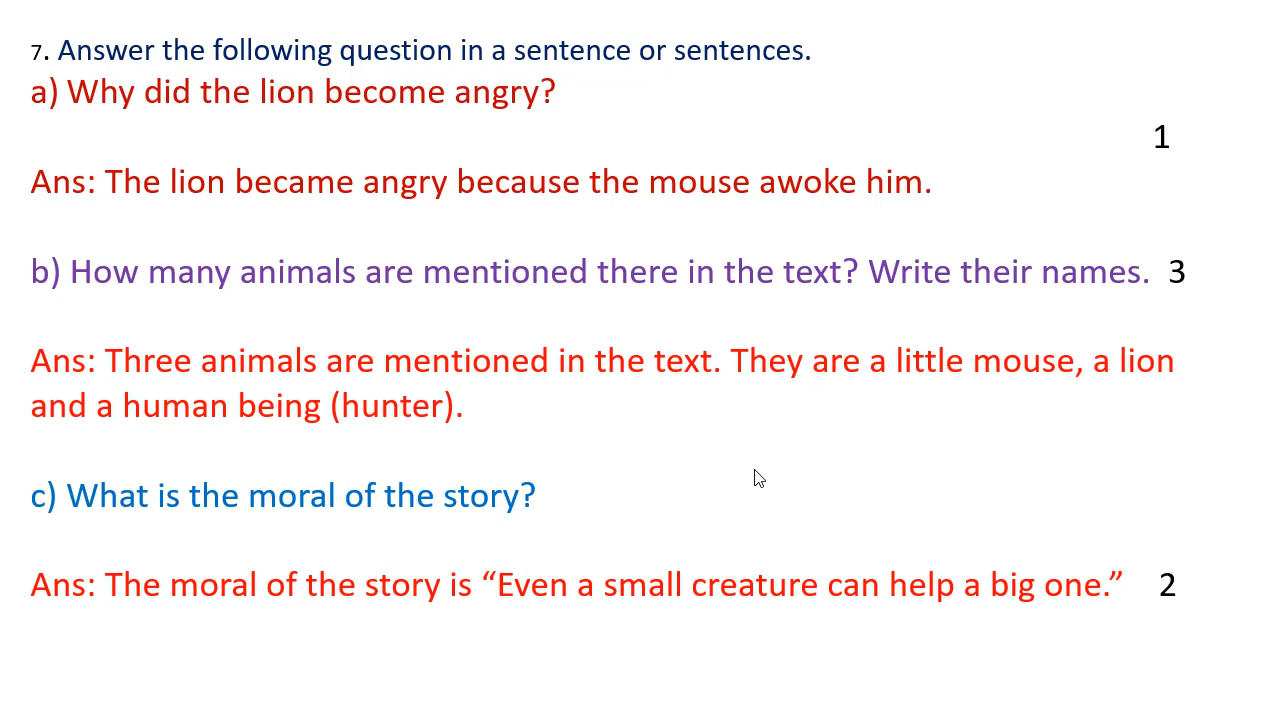 7. Answer the following question in a sentence or sentences.
a) Why did the lion become angry?
1
Ans: The lion became angry because the mouse awoke him.
b) How many animals are mentioned there in the text? Write their names. 3
Ans: Three animals are mentioned in the text. They are a little mouse, a lion
and a human being (hunter).
c) What is the moral of the story?
Ans: The moral of the story is “Even a small creature can help a big one.” 2